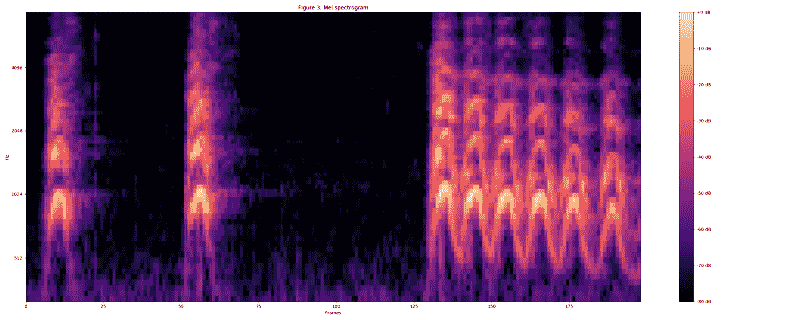 Figure 3. Mel spectrogram
+0 dB
-10 dB
-20 dB
-30 dB
-40 dB
-50 dB
-60 dB
-70 dB
-80 dB
Hz
4096
2048
1024
512
0
25
50
75
100
125
150
175
Frames